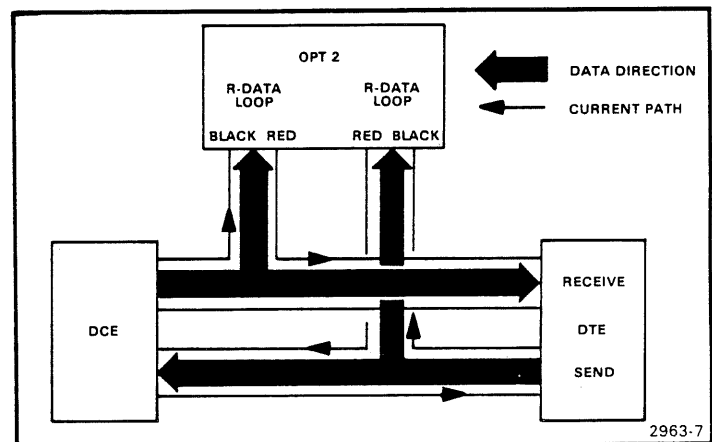 OPT 2
R-DATA LOOP
R-DATA LOOP
BLACK RED
RED BLACK
DATA DIRECTION
CURRENT PATH
DCE
RECEIVE
DTE
SEND
2963-7